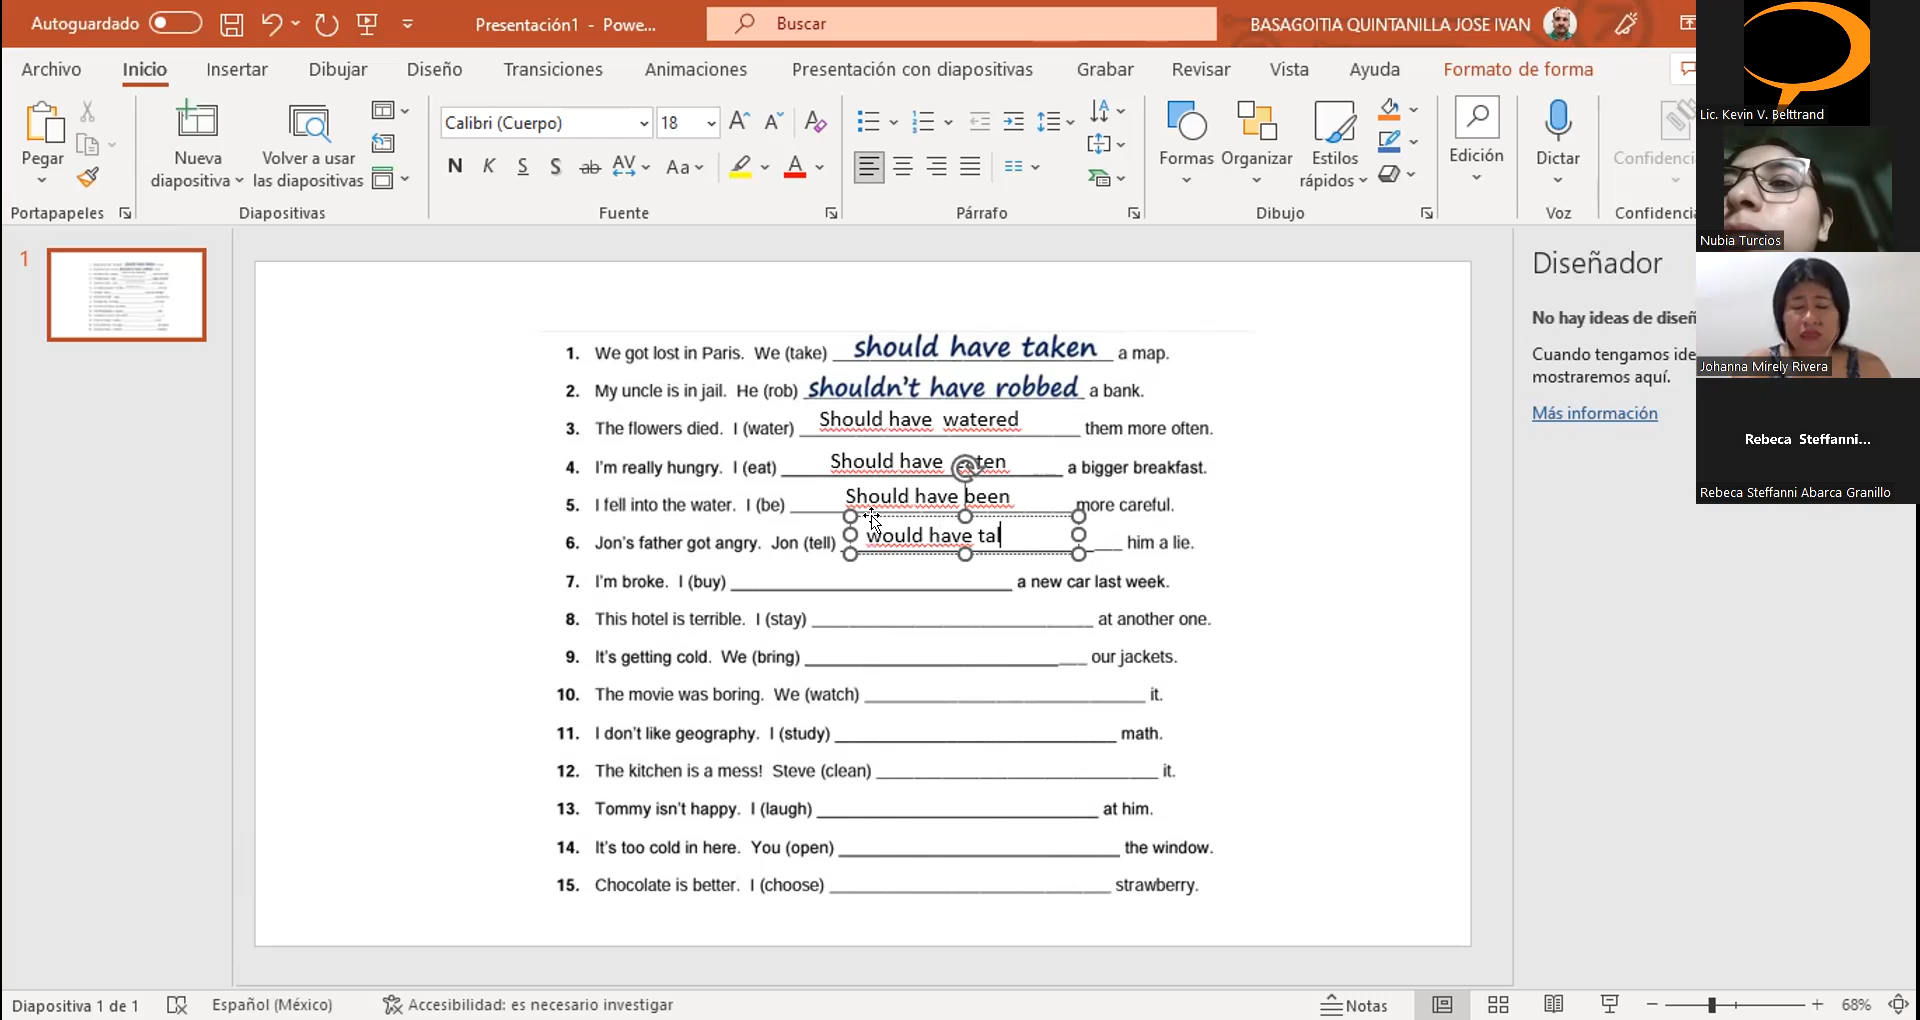 Autoguardado
Presentación1 - Powe...
Buscar
BASAGOITIA QUINTANILLA JOSE IVAN
Archivo Inicio Insertar Dibujar Diseño Transiciones Animaciones Presentación con diapositivas Grabar Revisar Vista Ayuda Formato de forma
Pegar
Nueva diapositiva
Volver a usar las diapositivas
Calibri (Cuerpo) 18
N K S S ab AV Aa A
Formas Organizar Estilos rápidos Edición Dictar Confidenc
Portapapeles Diapositivas Fuente Párrafo Dibujo Voz Confidenci
1
1. We got lost in Paris. We (take) should have taken a map.
2. My uncle is in jail. He (rob) shouldn't have robbed a bank.
3. The flowers died. I (water) Should have watered them more often.
4. I'm really hungry. I (eat) Should have ten a bigger breakfast.
5. I fell into the water. I (be) Should have been more careful.
6. Jon's father got angry. Jon (tell) would have tal him a lie.
7. I'm broke. I (buy) a new car last week.
8. This hotel is terrible. I (stay) at another one.
9. It's getting cold. We (bring) our jackets.
10. The movie was boring. We (watch) it.
11. I don't like geography. I (study) math.
12. The kitchen is a mess! Steve (clean) it.
13. Tommy isn't happy. I (laugh) at him.
14. It's too cold in here. You (open) the window.
15. Chocolate is better. I (choose) strawberry.
Diseñador
No hay ideas de diseñ
Cuando tengamos ide
mostraremos aquí.
Más información
Lic. Kevin V. Belttrand
Nubia Turcios
Johanna Mirely Rivera
Rebeca Steffanni...
Rebeca Steffanni Abarca Granillo
Diapositiva 1 de 1
Español (México)
Accesibilidad: es necesario investigar
Notas
68%